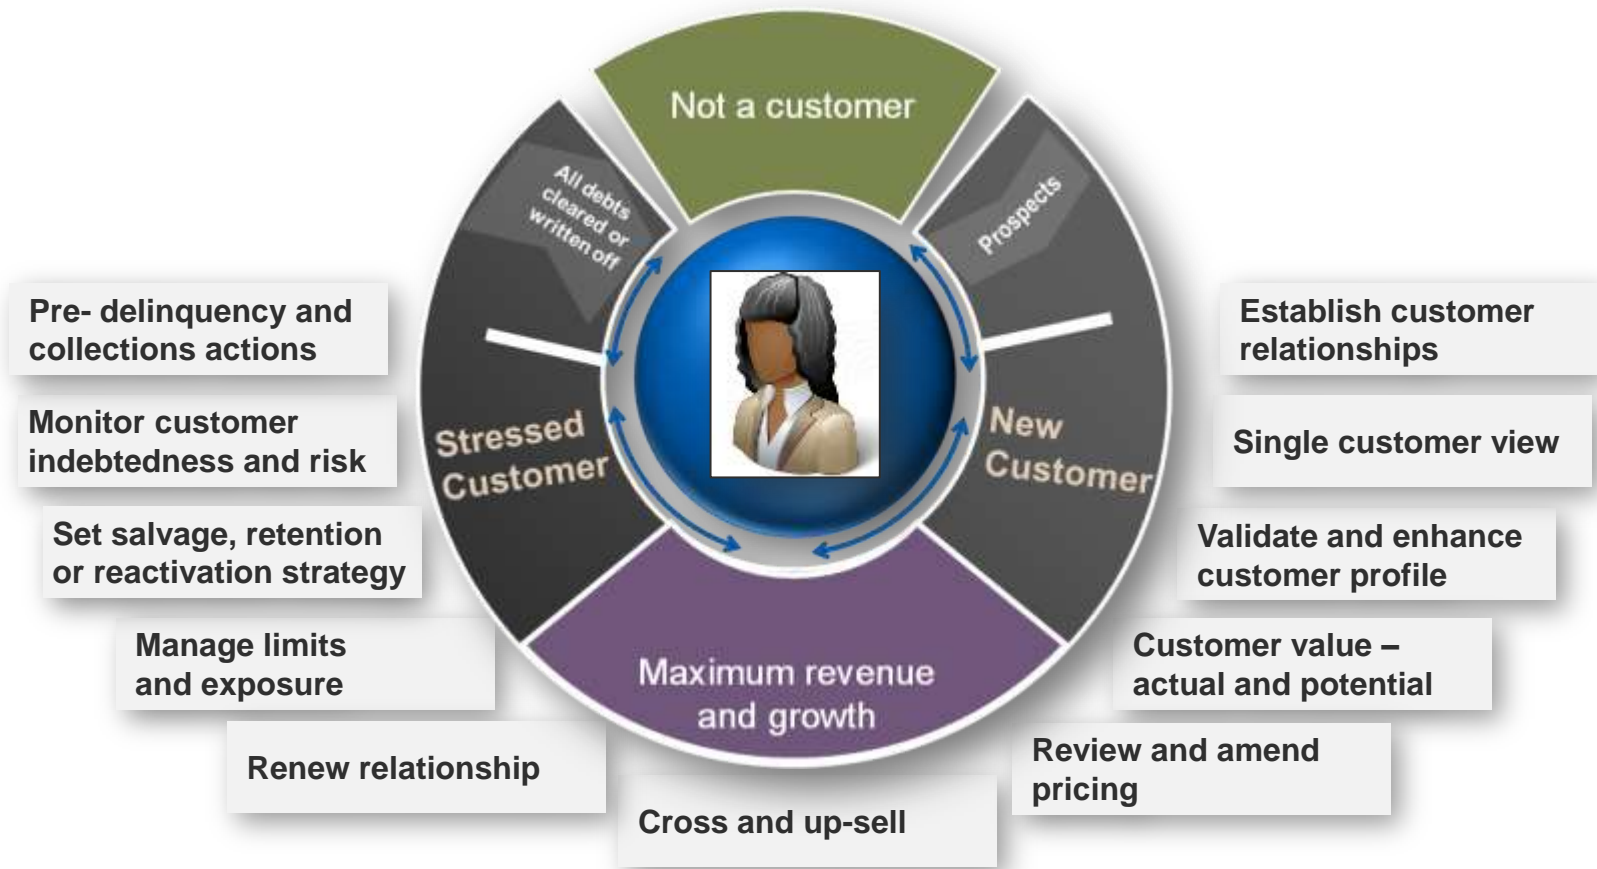 Not a customer
All debts
cleared or
written off
Prospects
Pre- delinquency and
collections actions
Establish customer
relationships
Monitor customer
indebtedness and risk
Stressed
Customer
New
Customer
Single customer view
Set salvage, retention
or reactivation strategy
Validate and enhance
customer profile
Manage limits
and exposure
Maximum revenue
and growth
Customer value –
actual and potential
Renew relationship
Review and amend
pricing
Cross and up-sell